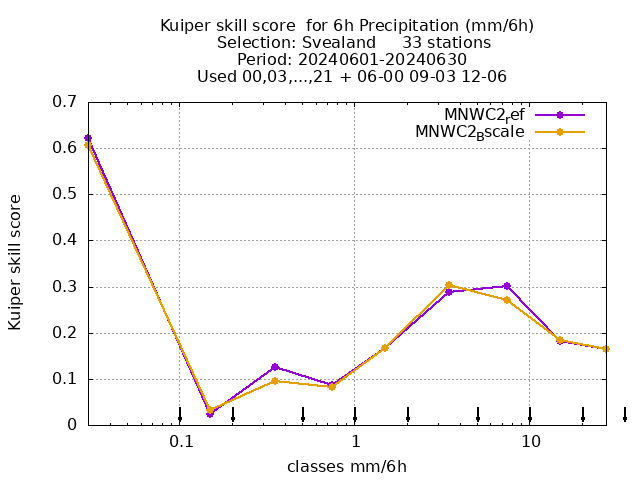 Kuiper skill score  for 6h Precipitation (mm/6h)
Selection: Svealand     33 stations
Period: 20240601-20240630
Used 00,03,...,21 + 06-00 09-03 12-06
MNWC2ref
MNWC2Bscale
0.7
0.6
0.5
0.4
0.3
0.2
0.1
0
Kuiper skill score
0.1 1 10
classes mm/6h